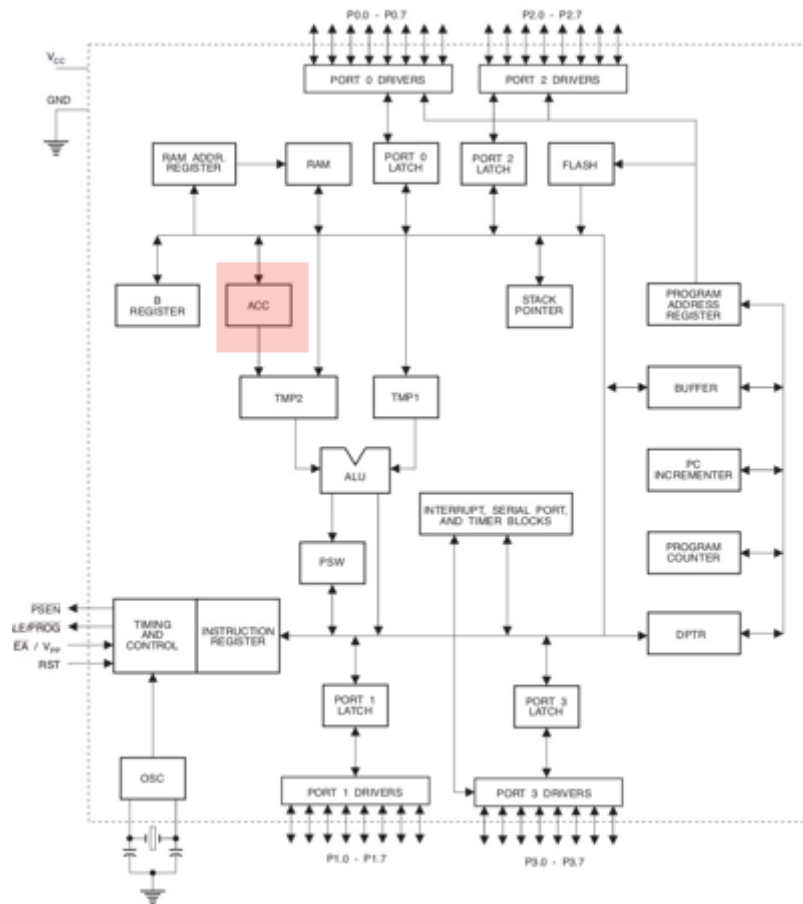 P0.0 - P0.7
P2.0 - P2.7
VCC
PORT 0 DRIVERS
PORT 2 DRIVERS
GND
RAM ADDR.
REGISTER
RAM
PORT 0
LATCH
PORT 2
LATCH
FLASH
B
REGISTER
ACC
STACK
POINTER
PROGRAM
ADDRESS
REGISTER
TMP2
TMP1
BUFFER
ALU
PC
INCREMENTER
INTERRUPT, SERIAL PORT,
AND TIMER BLOCKS
PSW
PROGRAM
COUNTER
PSEN
LE/PROG
EA / VPP
RST
TIMING
AND
CONTROL
INSTRUCTION
REGISTER
DPTR
PORT 1
LATCH
PORT 3
LATCH
OSC
PORT 1 DRIVERS
PORT 3 DRIVERS
P1.0 - P1.7
P3.0 - P3.7